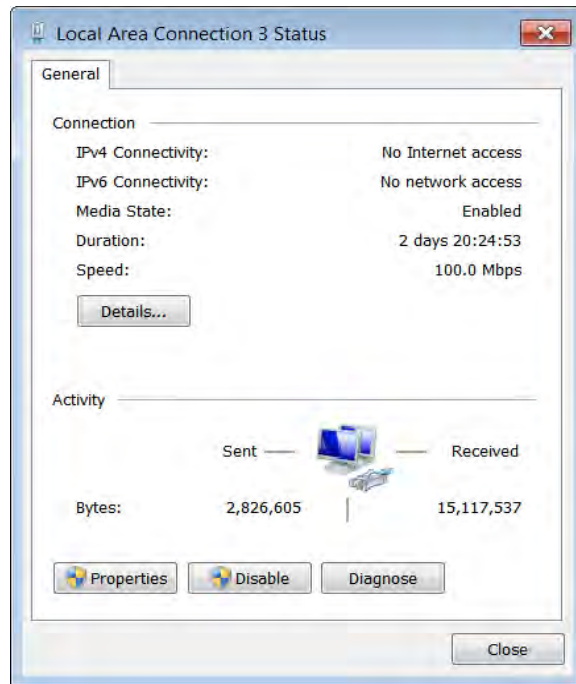 Local Area Connection 3 Status
General
Connection
IPv4 Connectivity: No Internet access
IPv6 Connectivity: No network access
Media State: Enabled
Duration: 2 days 20:24:53
Speed: 100.0 Mbps
Details...
Activity
Sent Received
Bytes: 2,826,605 15,117,537
Properties Disable Diagnose
Close